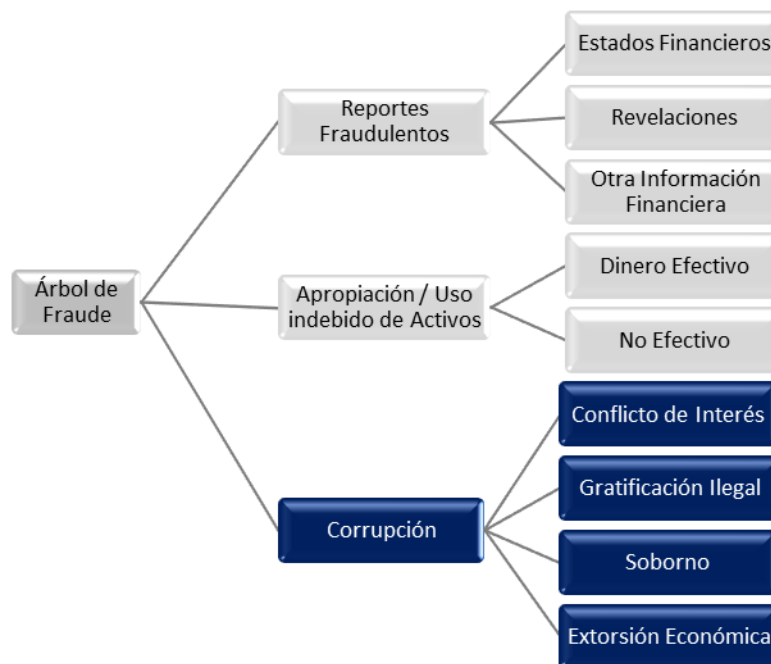 Árbol de
Fraude
Reportes
Fraudulentos
Estados Financieros
Revelaciones
Otra Información
Financiera
Apropiación / Uso
indebido de Activos
Dinero Efectivo
No Efectivo
Corrupción
Conflicto de Interés
Gratificación Ilegal
Soborno
Extorsión Económica